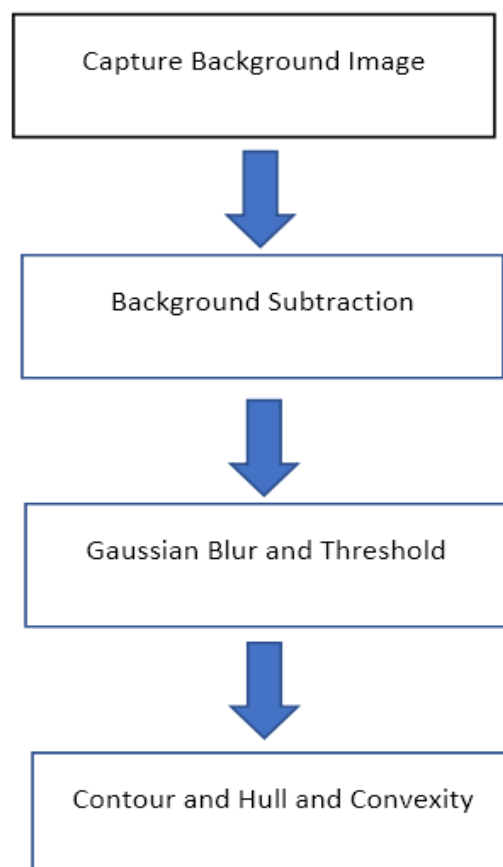 Capture Background Image
Background Subtraction
Gaussian Blur and Threshold
Contour and Hull and Convexity